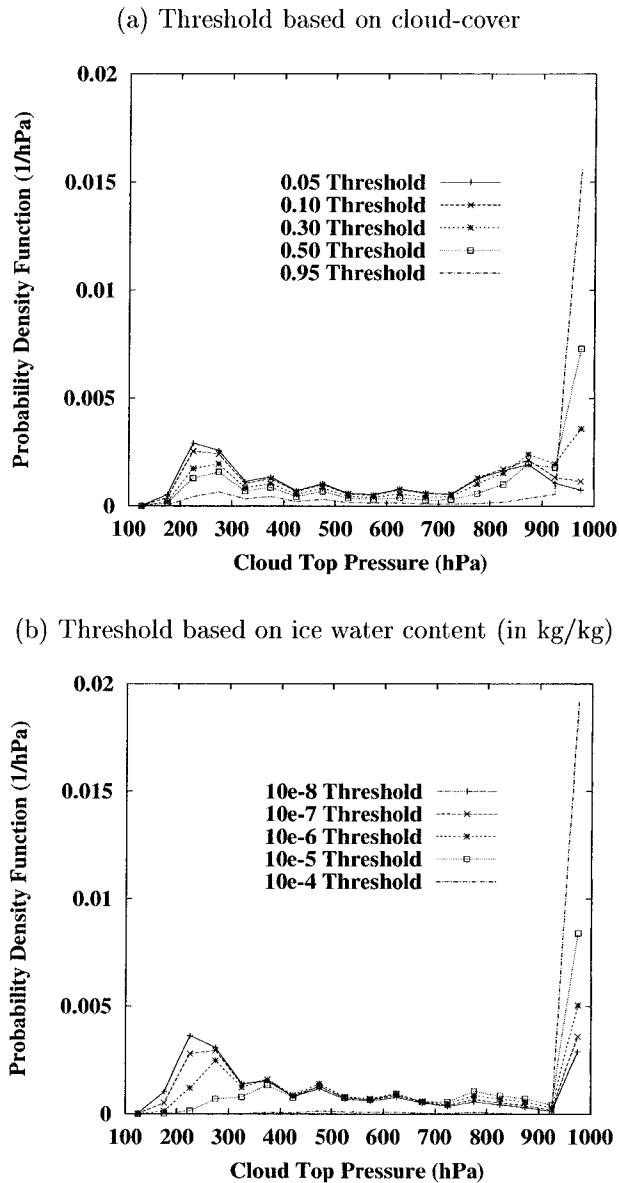 (a) Threshold based on cloud-cover
0.02
0.015
0.01
0.005
0
Probability Density Function (1/hPa)
0.05 Threshold
0.10 Threshold
0.30 Threshold
0.50 Threshold
0.95 Threshold
100 200 300 400 500 600 700 800 900 1000
Cloud Top Pressure (hPa)
(b) Threshold based on ice water content (in kg/kg)
0.02
0.015
0.01
0.005
0
Probability Density Function (1/hPa)
10e-8 Threshold
10e-7 Threshold
10e-6 Threshold
10e-5 Threshold
10e-4 Threshold
100 200 300 400 500 600 700 800 900 1000
Cloud Top Pressure (hPa)